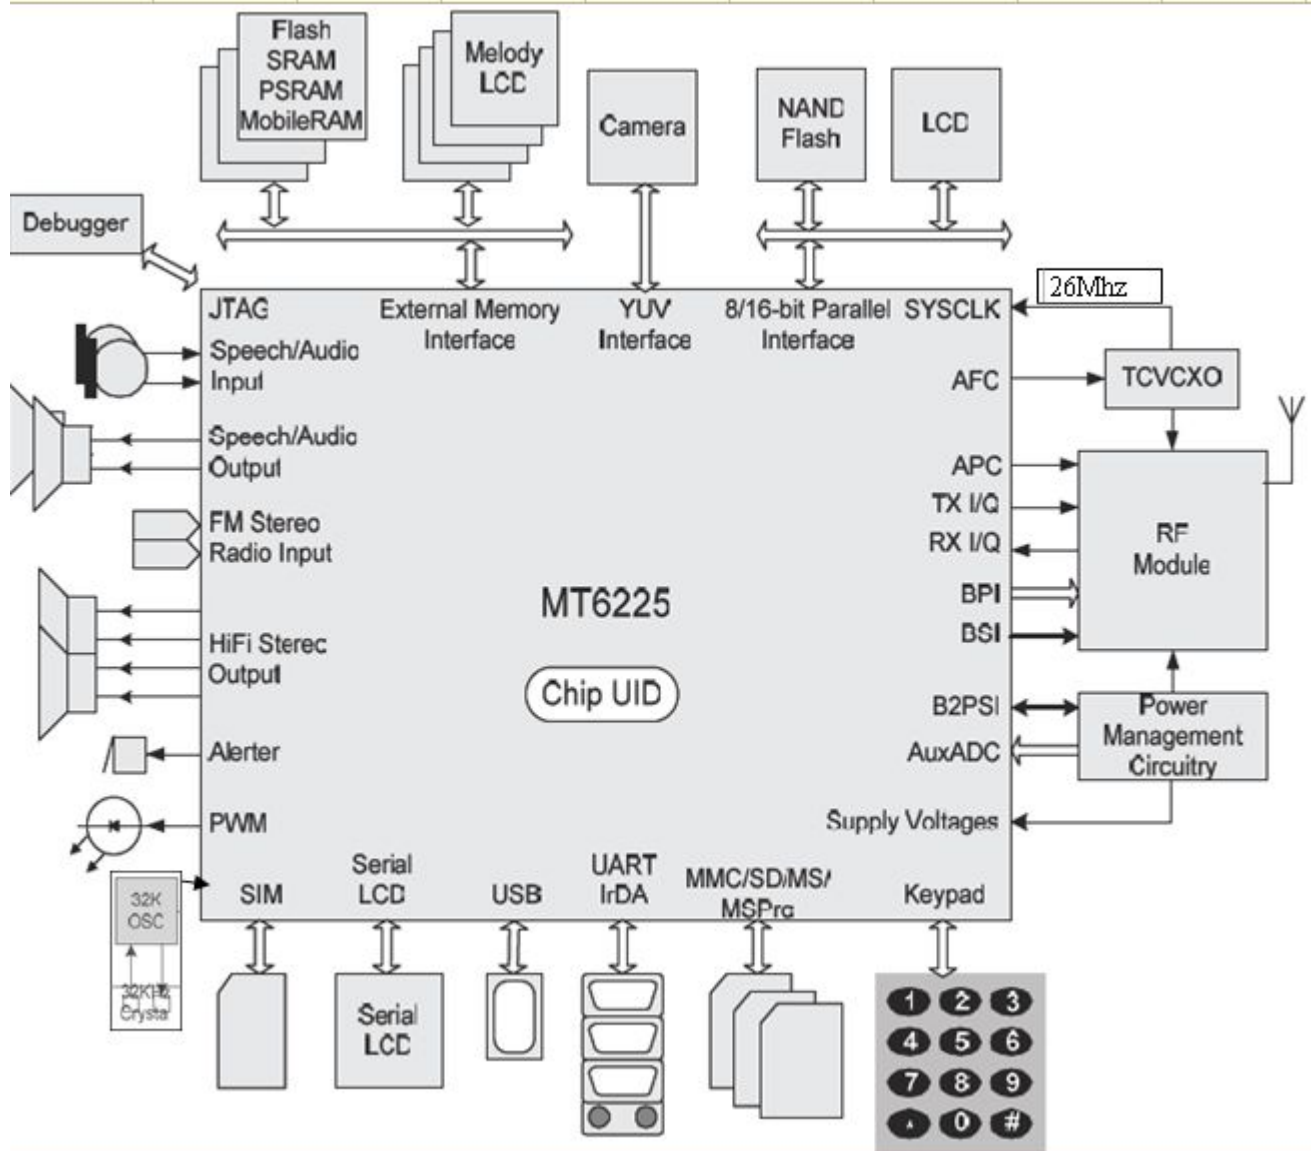 Flash
SRAM
PSRAM
MobileRAM
Melody
LCD
Camera
NAND
Flash
LCD
Debugger
26Mhz
JTAG
External Memory
Interface
YUV
Interface
8/16-bit Parallel
Interface
SYSCLK
Speech/Audio
Input
AFC
TCVCXO
Speech/Audio
Output
APC
TX I/Q
RX I/Q
BPI
BSI
RF
Module
FM Stereo
Radio Input
MT6225
Chip UID
HiFi Stereo
Output
B2PSI
AuxADC
Power
Management
Circuitry
Alerter
PWM
Supply Voltages
32K
OSC
32KHz
Crystal
SIM
Serial
LCD
USB
UART
IrDA
MMC/SD/MS/
MSPro
Keypad
Serial
LCD
1 2 3
4 5 6
7 8 9
0 #